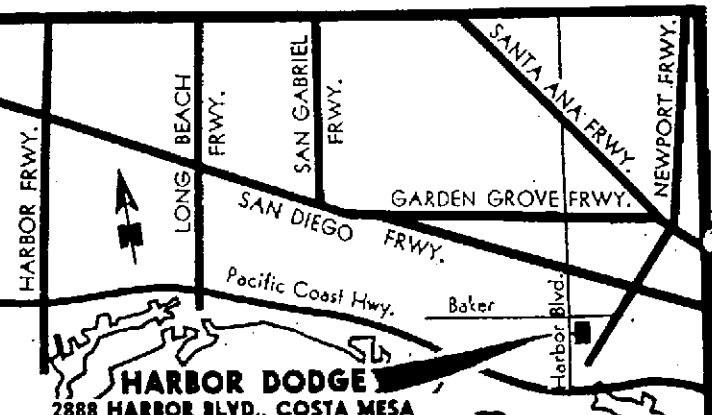 HARBOR FRWY.
LONG BEACH
FRWY.
SAN GABRIEL
FRWY.
SANTA ANA FRWY.
NEWPORT FRWY.
GARDEN GROVE FRWY.
SAN DIEGO FRWY.
Pacific Coast Hwy.
Baker
Harbor Blvd.
HARBOR DODGE
2888 HARBOR BLVD., COSTA MESA